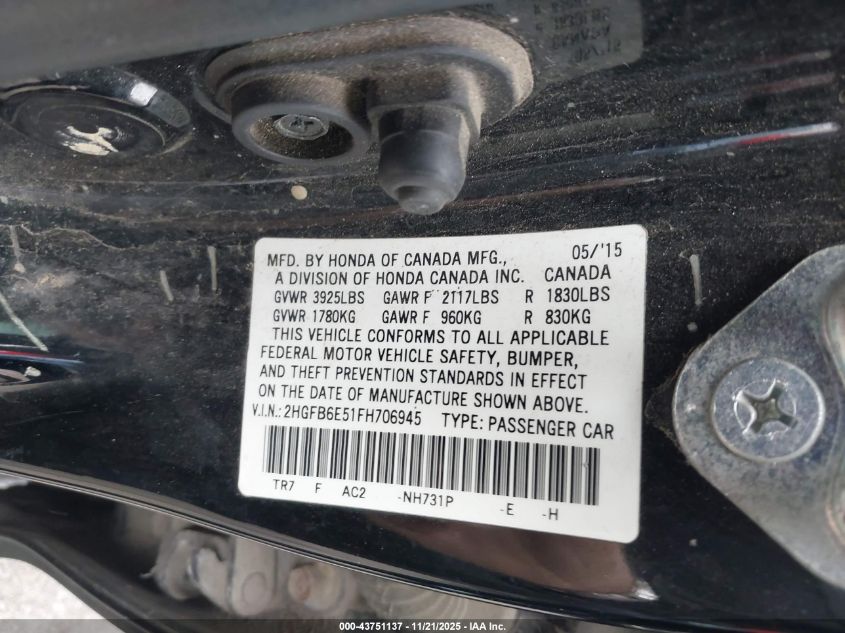 MFD. BY HONDA OF CANADA MFG., 05/'15
A DIVISION OF HONDA CANADA INC. CANADA
GVWR 3925LBS GAWR F 2117LBS R 1830LBS
GVWR 1780KG GAWR F 960KG R 830KG
THIS VEHICLE CONFORMS TO ALL APPLICABLE
FEDERAL MOTOR VEHICLE SAFETY, BUMPER,
AND THEFT PREVENTION STANDARDS IN EFFECT
ON THE DATE OF MANUFACTURE SHOWN ABOVE.
V.I.N.: 2HGFB6E51FH706945 TYPE: PASSENGER CAR
TR7 F AC2 -NH731P -E -H
000-43751137 - 11/21/2025 - IAA Inc.